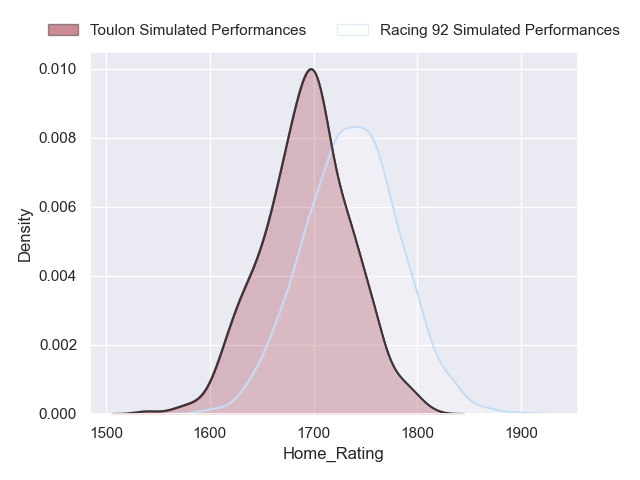 Toulon Simulated Performances Racing 92 Simulated Performances
0.010
0.008
0.006
0.004
0.002
0.000
Density
1500 1600 1700 1800 1900
Home_Rating